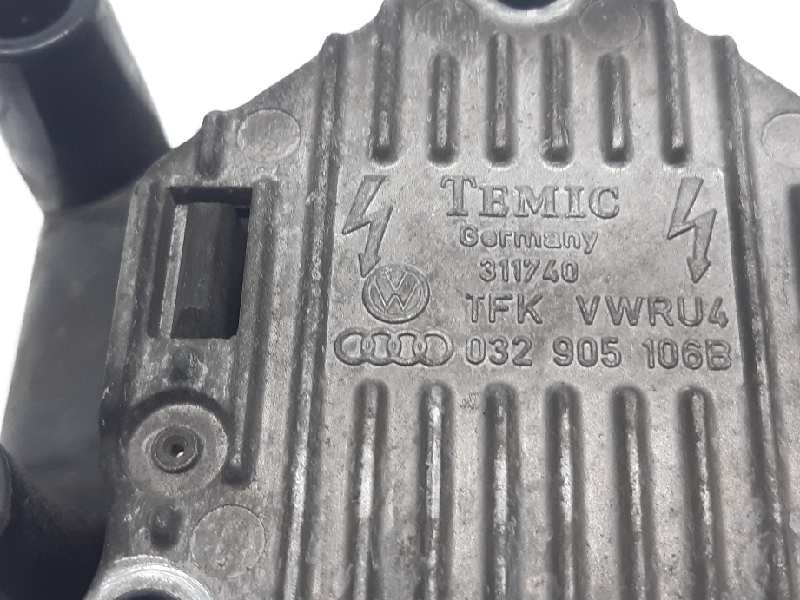 TEMIC
Germany
311740
TFK VWRU4
032 905 106B